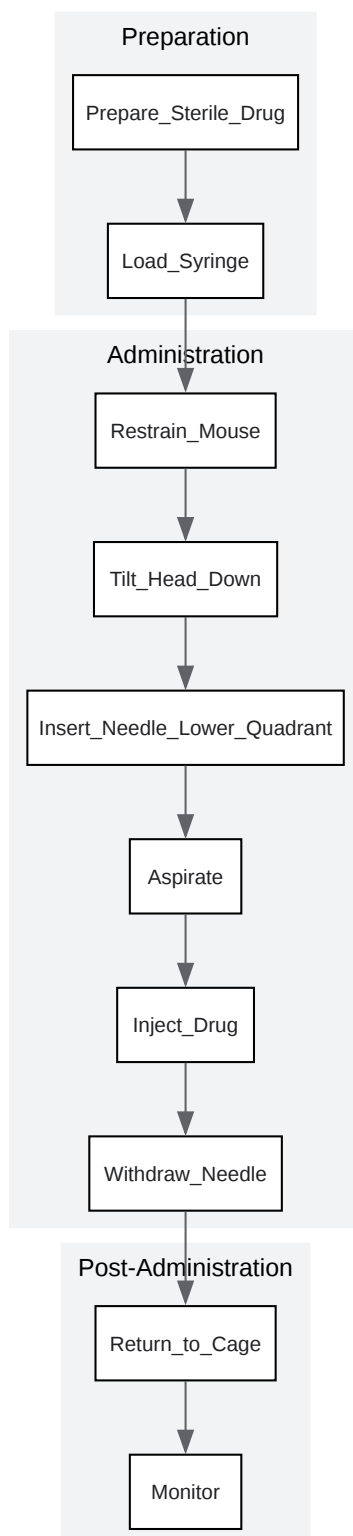 Preparation
Prepare_Sterile_Drug
Load_Syringe
Administration
Restrain_Mouse
Tilt_Head_Down
Insert_Needle_Lower_Quadrant
Aspirate
Inject_Drug
Withdraw_Needle
Post-Administration
Return_to_Cage
Monitor